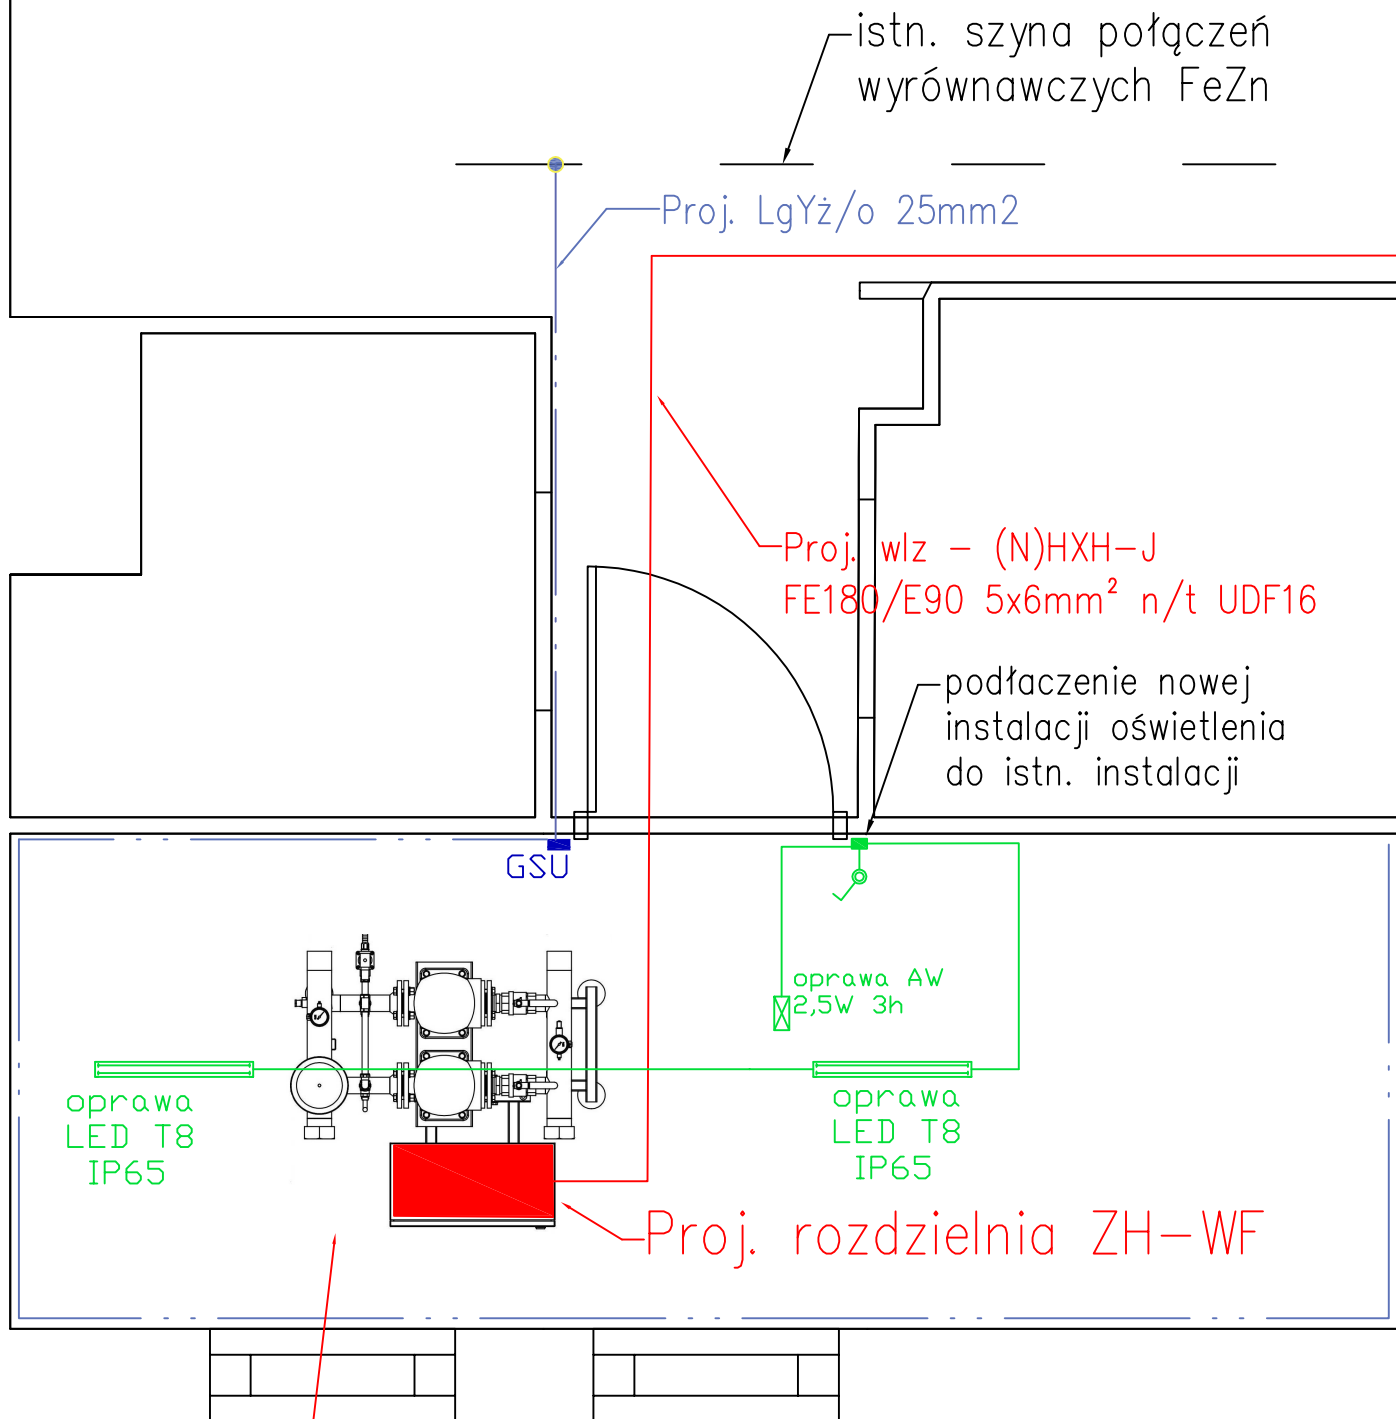 istn. szyna połączeń
wyrównawczych FeZn
Proj. LgYż/o 25mm2
Proj. wlz - (N)HXH-J
FE180/E90 5x6mm² n/t UDF16
podłaczenie nowej
instalacji oświetlenia
do istn. instalacji
GSU
oprawa AW
2,5W 3h
oprawa
LED T8
IP65
oprawa
LED T8
IP65
Proj. rozdzielnia ZH-WF